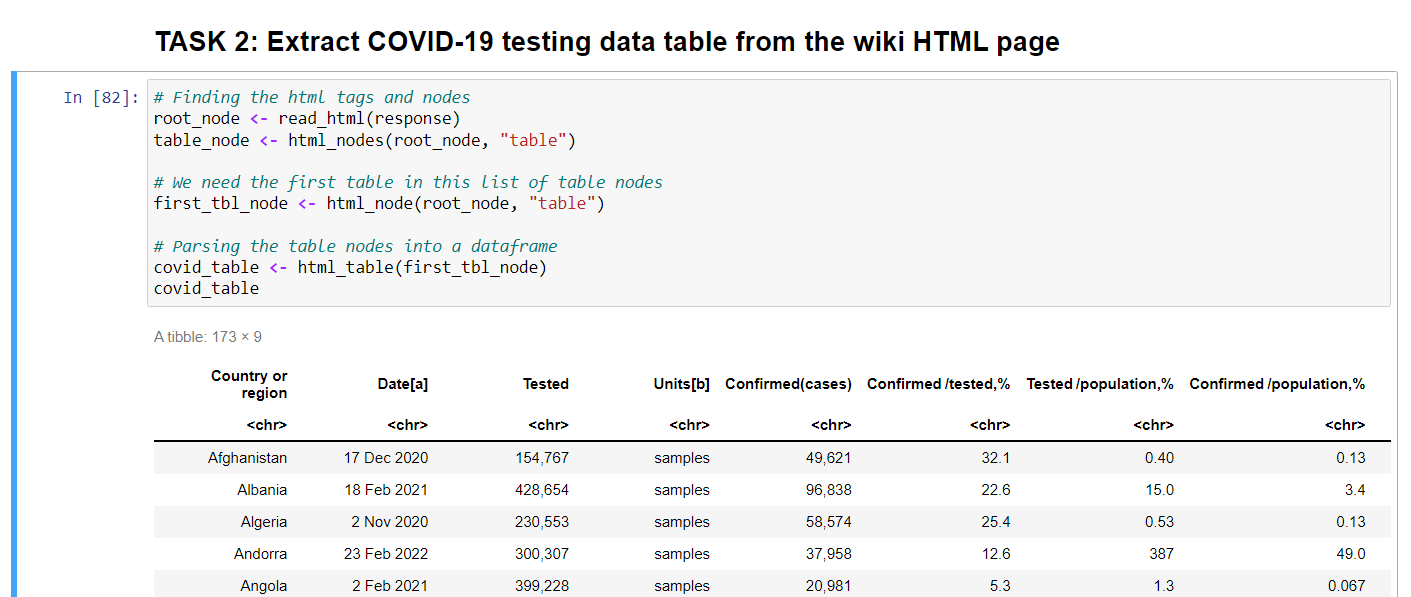 TASK 2: Extract COVID-19 testing data table from the wiki HTML page
In [82]:
# Finding the html tags and nodes
root_node <- read_html(response)
table_node <- html_nodes(root_node, "table")
# We need the first table in this list of table nodes
first_tbl_node <- html_node(root_node, "table")
# Parsing the table nodes into a dataframe
covid_table <- html_table(first_tbl_node)
covid_table
A tibble: 173 × 9
Country or region Date[a] Tested Units[b] Confirmed(cases) Confirmed /tested,% Tested /population,% Confirmed /population,%
<chr> <chr> <chr> <chr> <chr> <chr> <chr> <chr>
Afghanistan 17 Dec 2020 154,767 samples 49,621 32.1 0.40 0.13
Albania 18 Feb 2021 428,654 samples 96,838 22.6 15.0 3.4
Algeria 2 Nov 2020 230,553 samples 58,574 25.4 0.53 0.13
Andorra 23 Feb 2022 300,307 samples 37,958 12.6 387 49.0
Angola 2 Feb 2021 399,228 samples 20,981 5.3 1.3 0.067